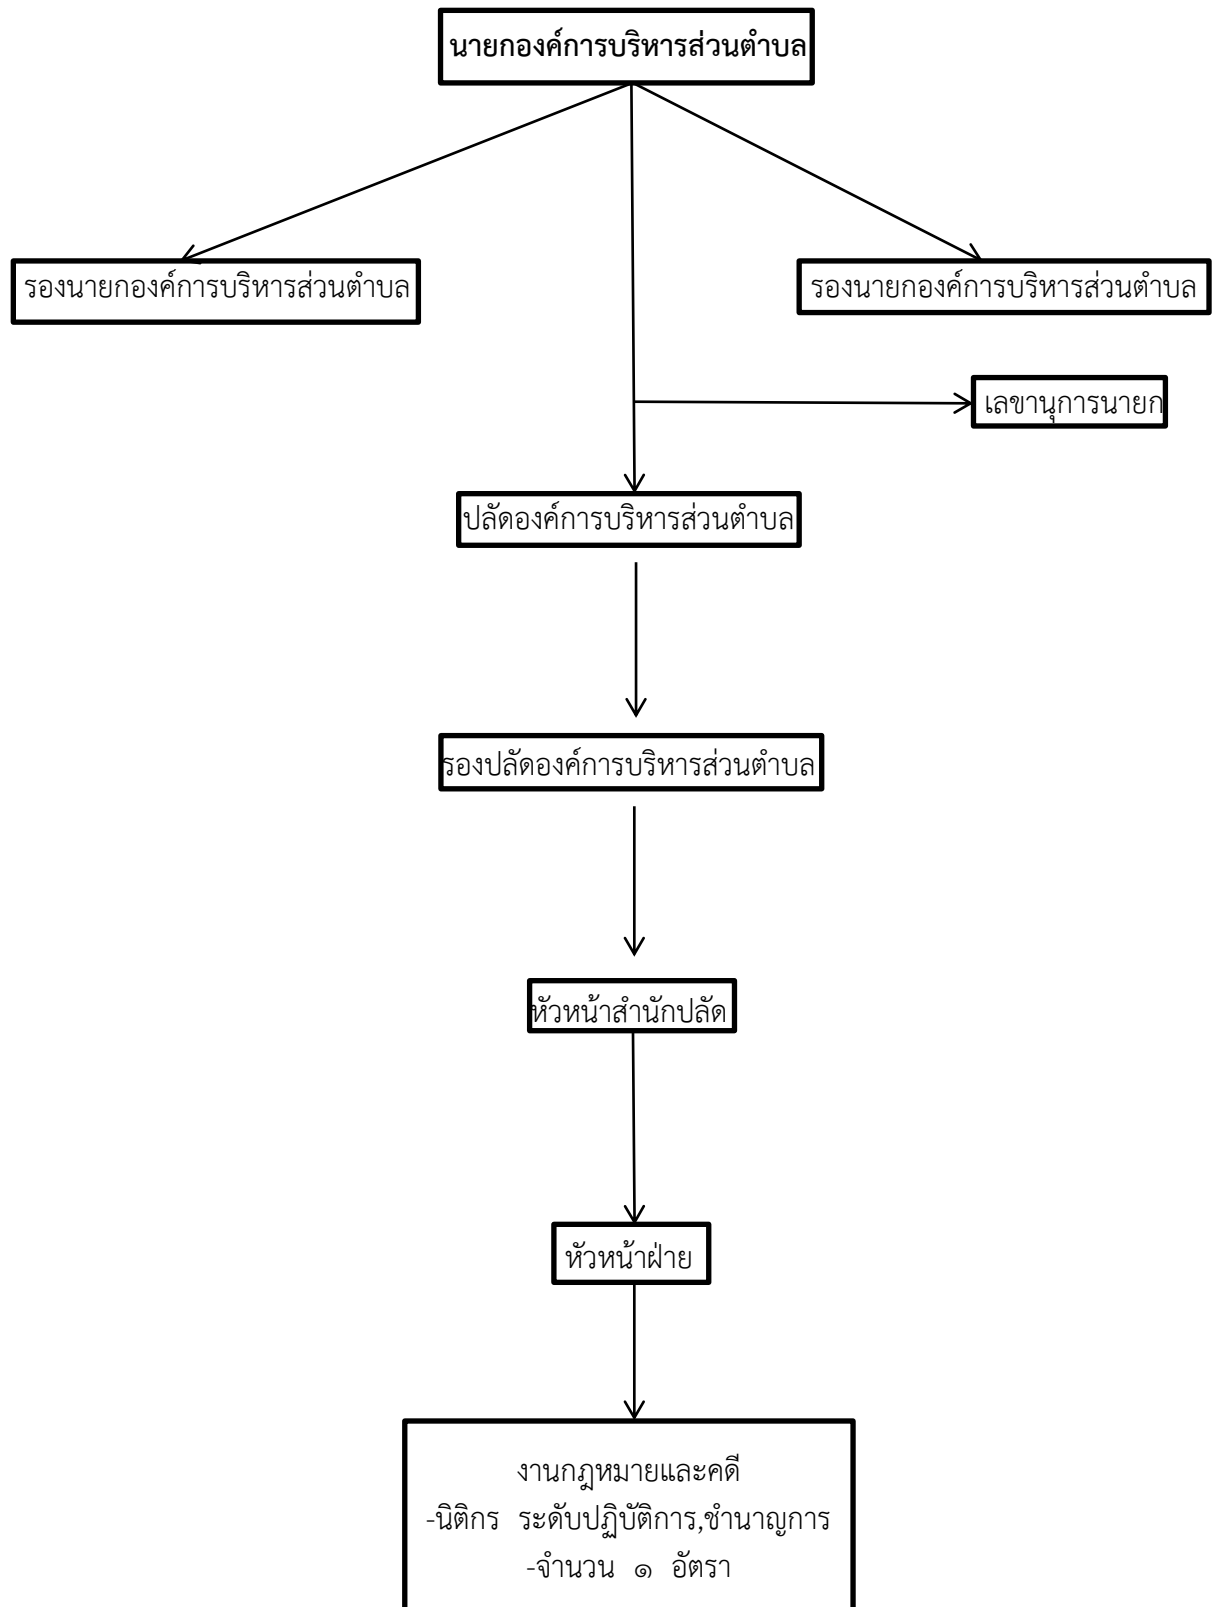 นายกองค์การบริหารส่วนตำบล
รองนายกองค์การบริหารส่วนตำบล
รองนายกองค์การบริหารส่วนตำบล
เลขานุการนายก
ปลัดองค์การบริหารส่วนตำบล
รองปลัดองค์การบริหารส่วนตำบล
หัวหน้าสำนักปลัด
หัวหน้าฝ่าย
งานกฎหมายและคดี
-นิติกร ระดับปฏิบัติการ,ชำนาญการ
-จำนวน ๑ อัตรา